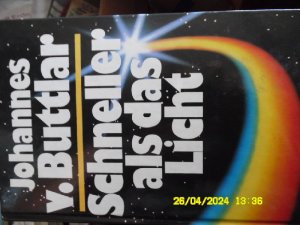 Johannes
v. Buttlar
Schneller
als das
Licht
26/04/2024 13:36